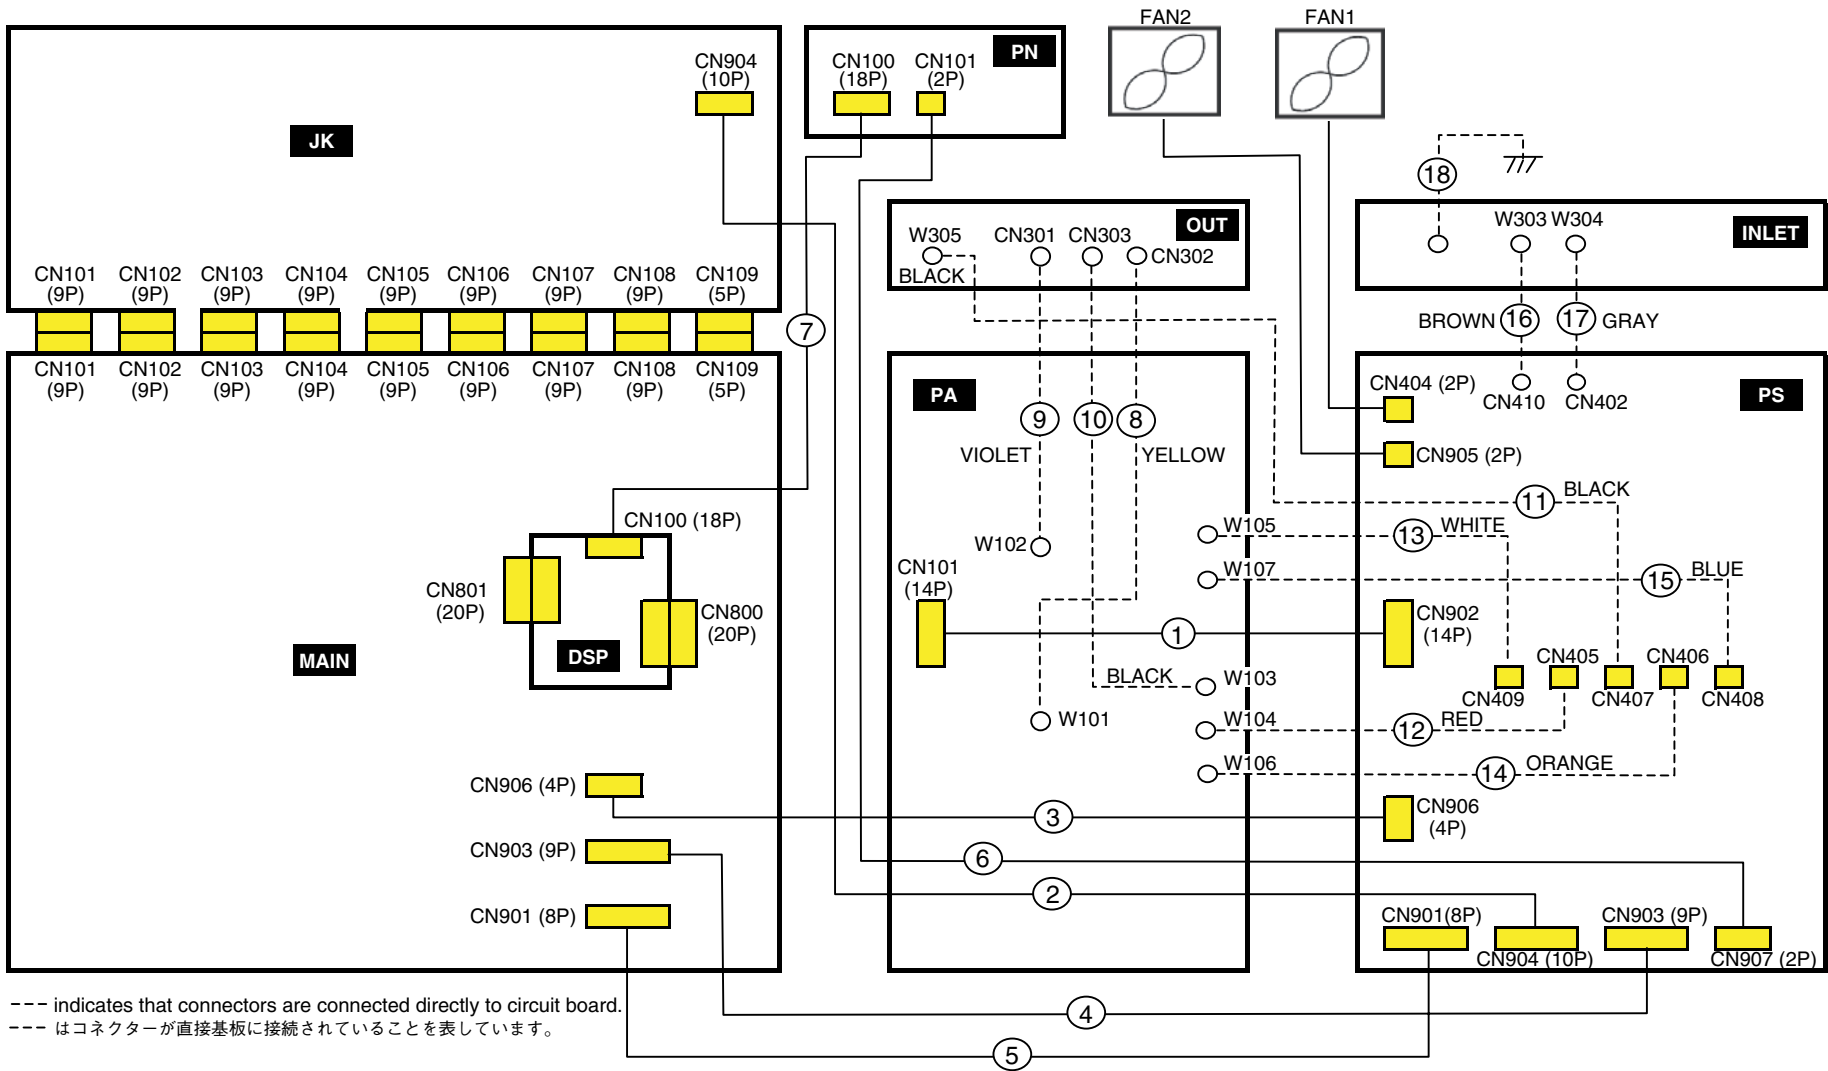 FAN2
FAN1
CN904
(10P)
CN100
(18P)
CN101
(2P)
PN
JK
18
W305
BLACK
CN301
CN303
CN302
OUT
W303
W304
INLET
CN101
(9P)
CN102
(9P)
CN103
(9P)
CN104
(9P)
CN105
(9P)
CN106
(9P)
CN107
(9P)
CN108
(9P)
CN109
(5P)
7
BROWN
16
17
GRAY
CN101
(9P)
CN102
(9P)
CN103
(9P)
CN104
(9P)
CN105
(9P)
CN106
(9P)
CN107
(9P)
CN108
(9P)
CN109
(5P)
PA
9
10
8
VIOLET
YELLOW
CN404 (2P)
CN410
CN402
PS
CN905 (2P)
11
BLACK
CN100 (18P)
W105
13
WHITE
W102
CN101
(14P)
W107
15
BLUE
CN801
(20P)
CN800
(20P)
DSP
MAIN
1
CN902
(14P)
CN409
CN405
CN407
CN406
CN408
BLACK
W103
W101
W104
12
RED
W106
14
ORANGE
CN906 (4P)
3
CN906
(4P)
CN903 (9P)
6
2
CN901 (8P)
CN901(8P)
CN904 (10P)
CN903 (9P)
CN907 (2P)
--- indicates that connectors are connected directly to circuit board.
--- はコネクターが直接基板に接続されていることを表しています。
4
5